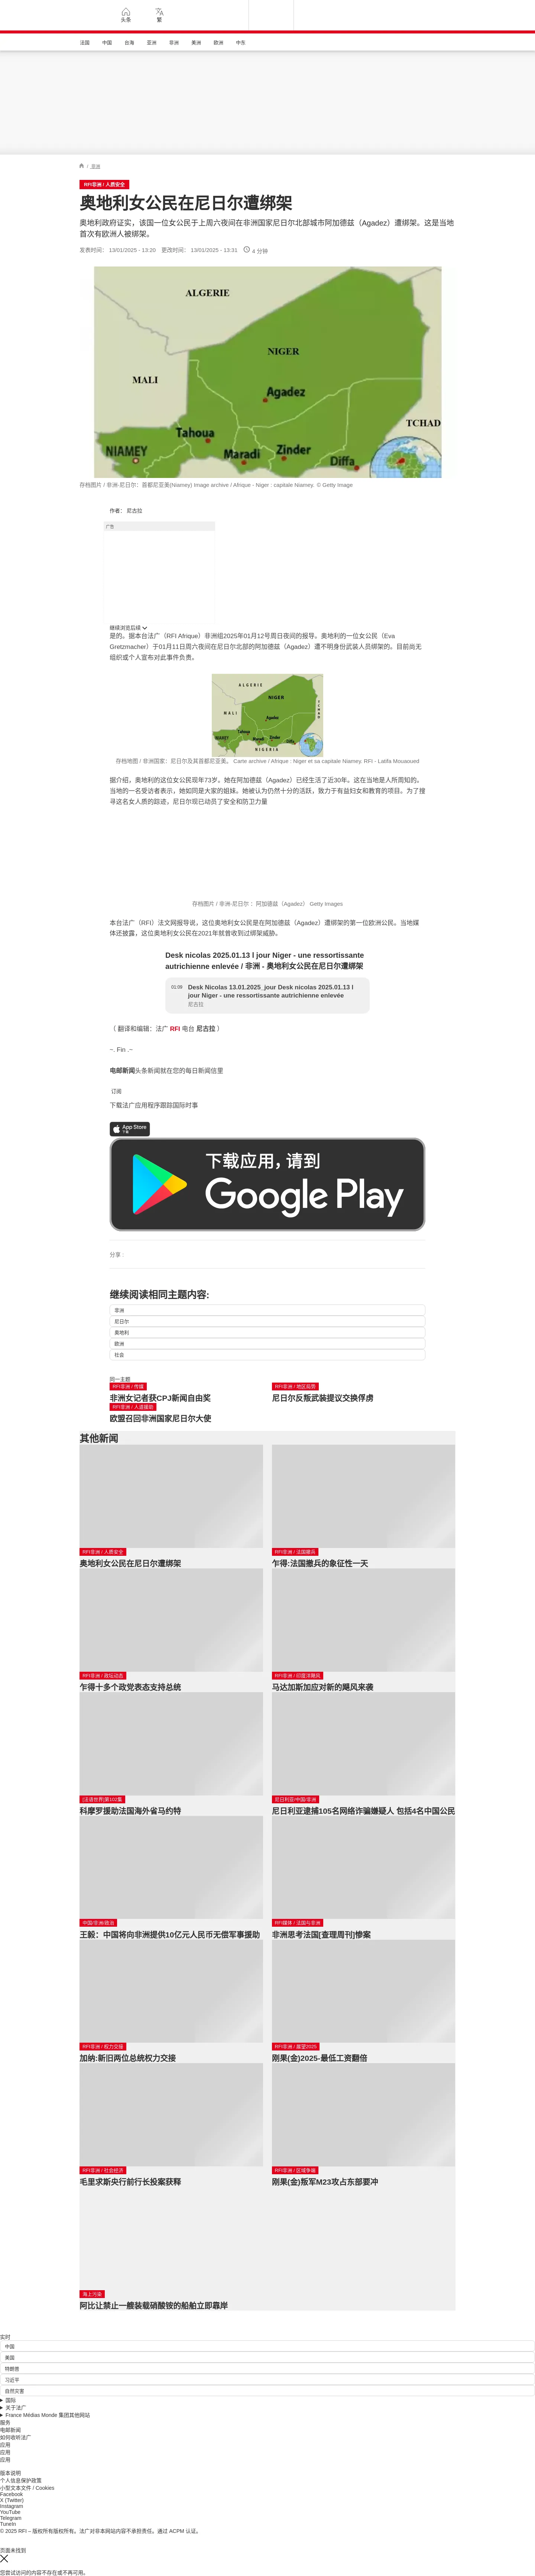 头条
繁
法国 中国 台海 亚洲 非洲 美洲 欧洲 中东
/ 非洲
RFI非洲 / 人质安全
奥地利女公民在尼日尔遭绑架
奥地利政府证实，该国一位女公民于上周六夜间在非洲国家尼日尔北部城市阿加德兹（Agadez）遭绑架。这是当地
首次有欧洲人被绑架。
发表时间： 13/01/2025 - 13:20 更改时间： 13/01/2025 - 13:31 4 分钟
ALGERIE
NIGER
MALI
Agadez
TCHAD
Tahoua
NIAMEY
Maradi
Zinder
Diffa
存档图片 / 非洲-尼日尔：首都尼亚美(Niamey) Image archive / Afrique - Niger : capitale Niamey. © Getty Image
作者： 尼古拉
广告
继续浏览后续
是的。据本台法广（RFI Afrique）非洲组2025年01月12号周日夜间的报导。奥地利的一位女公民（Eva
Gretzmacher）于01月11日周六夜间在尼日尔北部的阿加德兹（Agadez）遭不明身份武装人员绑架的。目前尚无
组织或个人宣布对此事件负责。
ALGERIE
NIGER
MALI
Agadez
TCHAD
NIAMEY
NIGERIA
存档地图 / 非洲国家：尼日尔及其首都尼亚美。 Carte archive / Afrique : Niger et sa capitale Niamey. RFI - Latifa Mouaoued
据介绍，奥地利的这位女公民现年73岁。她在阿加德兹（Agadez）已经生活了近30年。这在当地是人所周知的。
当地的一名受访者表示，她如同是大家的姐妹。她被认为仍然十分的活跃，致力于有益妇女和教育的项目。为了搜
寻这名女人质的踪迹，尼日尔现已动员了安全和防卫力量
存档图片 / 非洲-尼日尔 ：阿加德兹（Agadez） Getty Images
本台法广（RFI）法文网报导说，这位奥地利女公民是在阿加德兹（Agadez）遭绑架的第一位欧洲公民。当地媒
体还披露，这位奥地利女公民在2021年就曾收到过绑架威胁。
Desk nicolas 2025.01.13 l jour Niger - une ressortissante
autrichienne enlevée / 非洲 - 奥地利女公民在尼日尔遭绑架
01:09
Desk Nicolas 13.01.2025_jour Desk nicolas 2025.01.13 l
jour Niger - une ressortissante autrichienne enlevée
尼古拉
（ 翻译和编辑：法广 RFI 电台 尼古拉 ）
~. Fin .~
电邮新闻头条新闻就在您的每日新闻信里
订阅
下载法广应用程序跟踪国际时事
App Store
下载
下载应用，请到
Google Play
分享 :
继续阅读相同主题内容:
非洲
尼日尔
奥地利
欧洲
社会
同一主题
RFI非洲 / 传媒
非洲女记者获CPJ新闻自由奖
RFI非洲 / 地区局势
尼日尔反叛武装提议交换俘虏
RFI非洲 / 人道援助
欧盟召回非洲国家尼日尔大使
其他新闻
RFI非洲 / 人质安全
奥地利女公民在尼日尔遭绑架
RFI非洲 / 法国撤兵
乍得:法国撤兵的象征性一天
RFI非洲 / 政坛动态
乍得十多个政党表态支持总统
RFI非洲 / 印度洋飓风
马达加斯加应对新的飓风来袭
[法语世界]第102集
科摩罗援助法国海外省马约特
尼日利亚/中国/非洲
尼日利亚逮捕105名网络诈骗嫌疑人 包括4名中国公民
中国/非洲/政治
王毅：中国将向非洲提供10亿元人民币无偿军事援助
RFI媒体 / 法国与非洲
非洲思考法国[查理周刊]惨案
RFI非洲 / 权力交接
加纳:新旧两位总统权力交接
RFI非洲 / 展望2025
刚果(金)2025-最低工资翻倍
RFI非洲 / 社会经济
毛里求斯央行前行长投案获释
RFI非洲 / 区域争端
刚果(金)叛军M23攻占东部要冲
海上污染
阿比让禁止一艘装载硝酸铵的船舶立即靠岸
实时
中国
美国
特朗普
习近平
自然灾害
国际
关于法广
France Médias Monde 集团其他网站
服务
电邮新闻
如何收听法广
应用
应用
应用
版本说明
个人信息保护政策
小型文本文件 / Cookies
Facebook
X (Twitter)
Instagram
YouTube
Telegram
TuneIn
© 2025 RFI – 版权所有版权所有。法广对非本网站内容不承担责任。通过 ACPM 认证。
页面未找到
您尝试访问的内容不存在或不再可用。